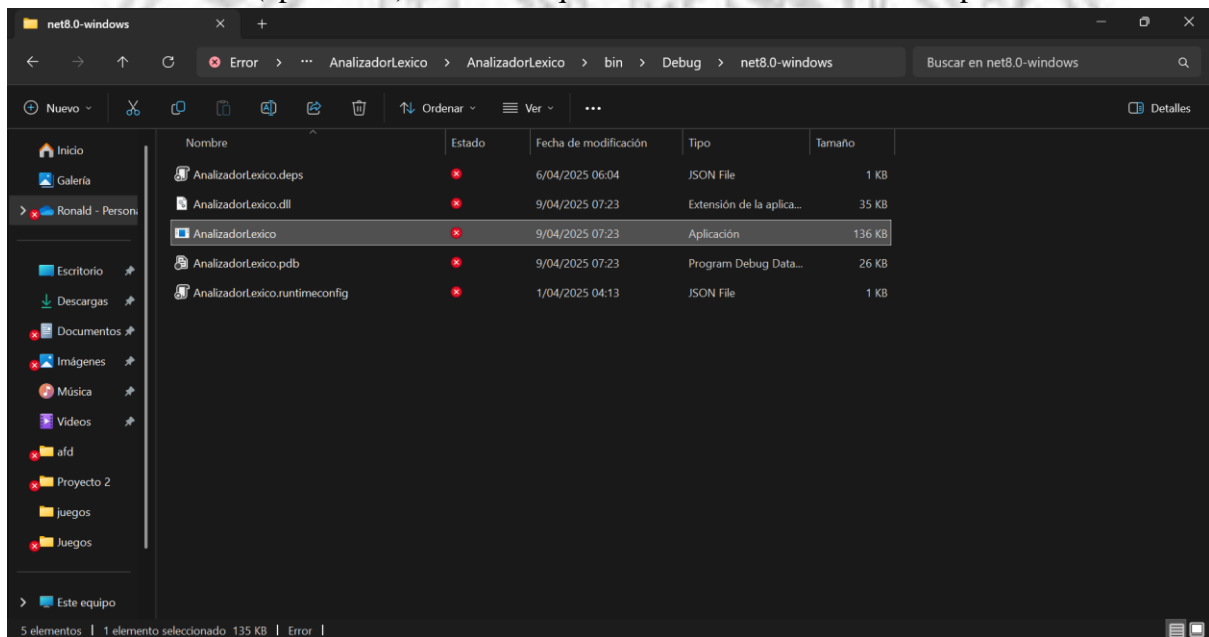 net8.0-windows
Error > ... AnalizadorLexico > AnalizadorLexico > bin > Debug > net8.0-windows
Buscar en net8.0-windows
Nuevo
Ordenar
Ver
...
Detalles
Nombre Estado Fecha de modificación Tipo Tamaño
Inicio
Galería
Ronald - Persona
Escritorio
Descargas
Documentos
Imágenes
Música
Videos
afd
Proyecto 2
juegos
Juegos
Este equipo
AnalizadorLexico.deps 6/04/2025 06:04 JSON File 1 KB
AnalizadorLexico.dll 9/04/2025 07:23 Extensión de la aplica... 35 KB
AnalizadorLexico 9/04/2025 07:23 Aplicación 136 KB
AnalizadorLexico.pdb 9/04/2025 07:23 Program Debug Data... 26 KB
AnalizadorLexico.runtimeconfig 1/04/2025 04:13 JSON File 1 KB
5 elementos | 1 elemento seleccionado 135 KB | Error |